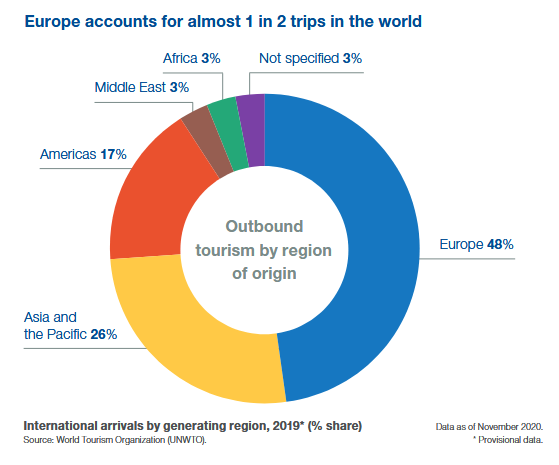 Europe accounts for almost 1 in 2 trips in the world
Africa 3%
Not specified 3%
Middle East 3%
Americas 17%
Outbound
tourism by region
of origin
Europe 48%
Asia and
the Pacific 26%
International arrivals by generating region, 2019* (% share)
Data as of November 2020.
Source: World Tourism Organization (UNWTO).
* Provisional data.